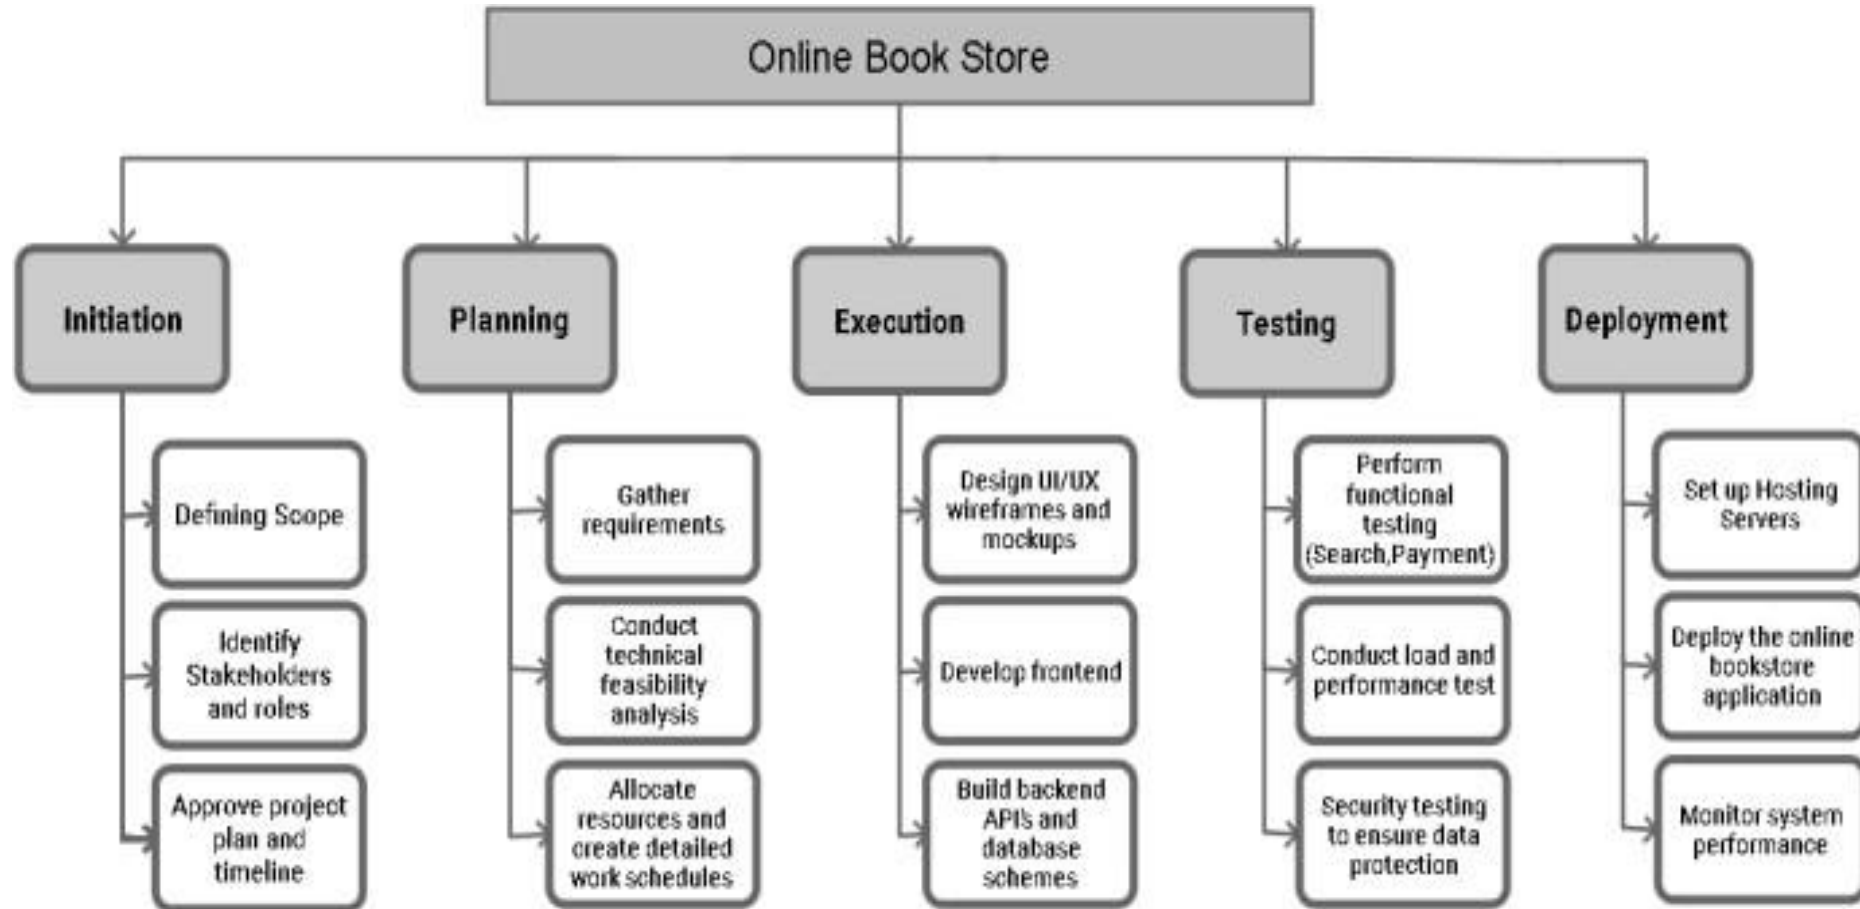 Online Book Store
Initiation
Planning
Execution
Testing
Deployment
Defining Scope
Identify
Stakeholders
and roles
Approve project
plan and
timeline
Gather
requirements
Conduct
technical
feasibility
analysis
Allocate
resources and
create detailed
work schedules
Design UI/UX
wireframes and
mockups
Develop frontend
Build backend
API's and
database
schemes
Perform
functional
testing
(Search,Payment)
Conduct load and
performance test
Security testing
to ensure data
protection
Set up Hosting
Servers
Deploy the online
bookstore
application
Monitor system
performance